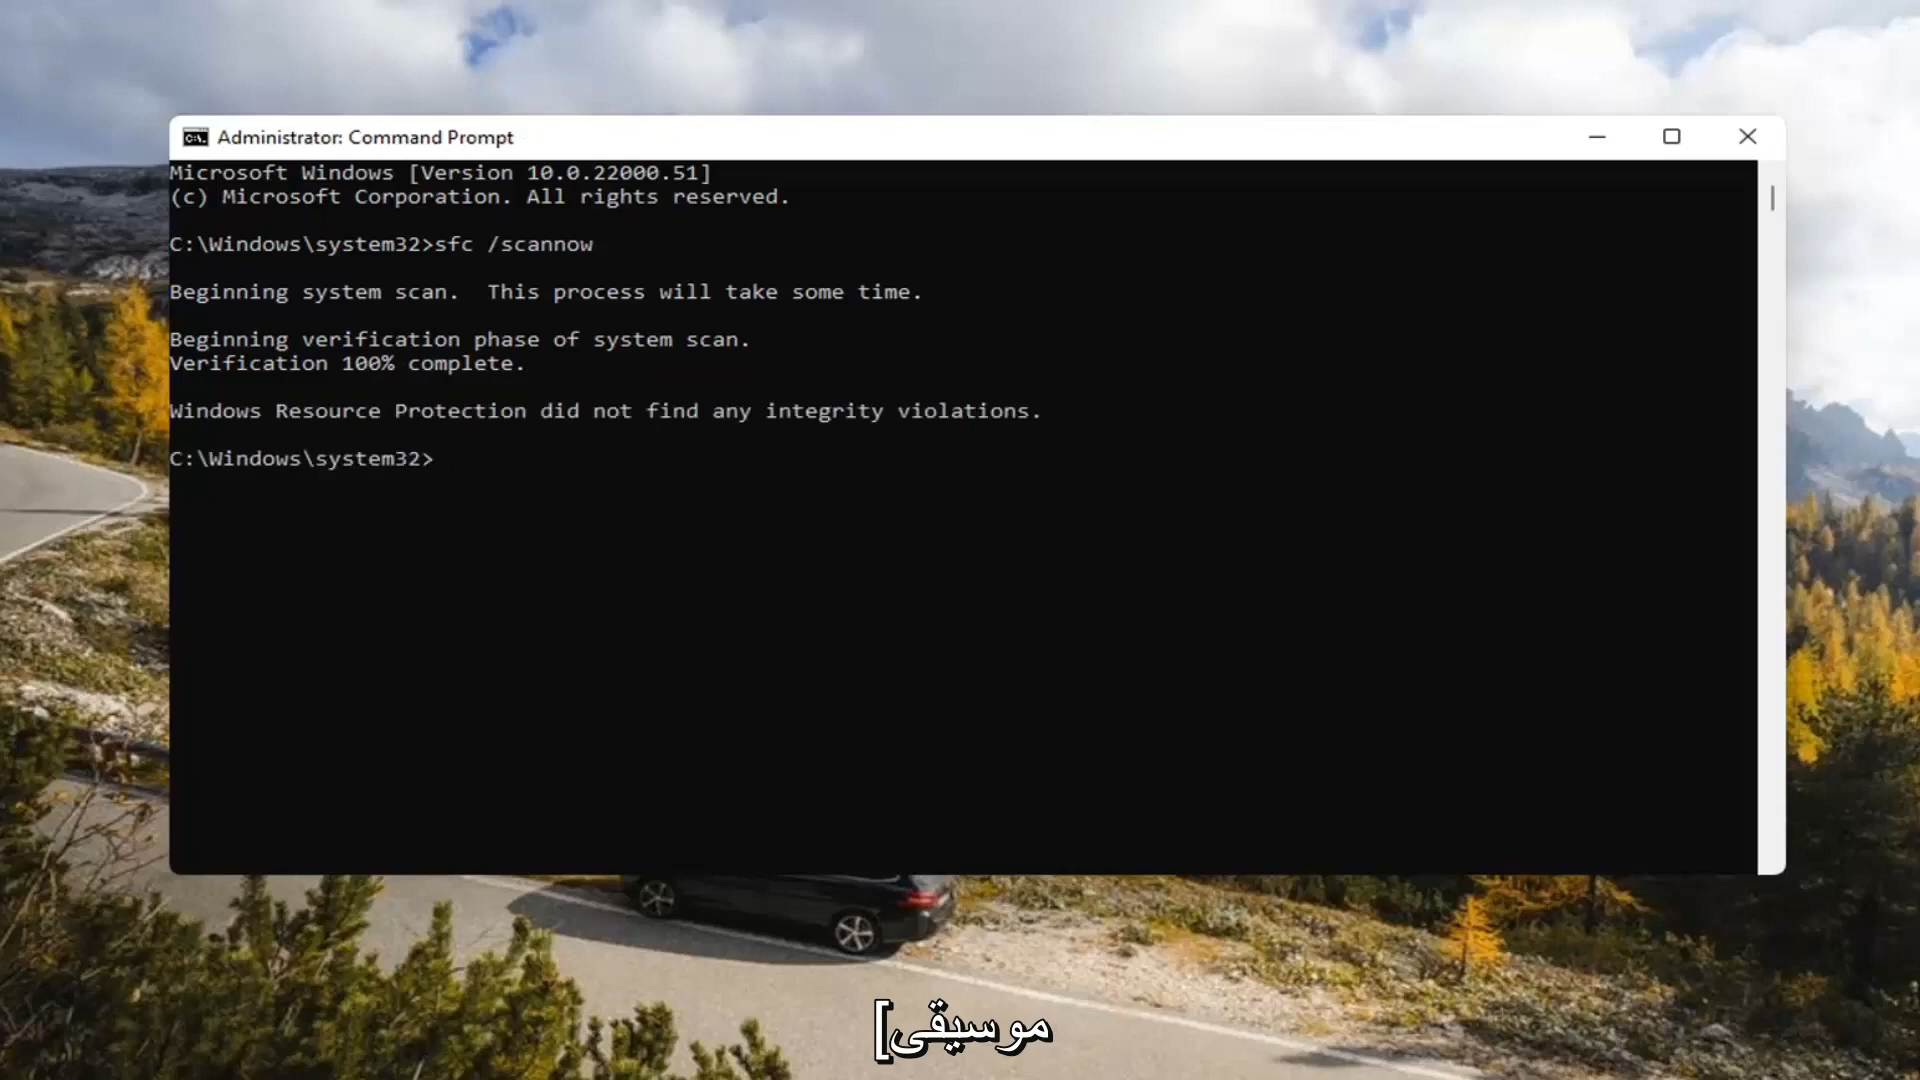 Administrator: Command Prompt
Microsoft Windows [Version 10.0.22000.51]
(c) Microsoft Corporation. All rights reserved.
C:\Windows\system32>sfc /scannow
Beginning system scan.  This process will take some time.
Beginning verification phase of system scan.
Verification 100% complete.
Windows Resource Protection did not find any integrity violations.
C:\Windows\system32>
موسيقى]